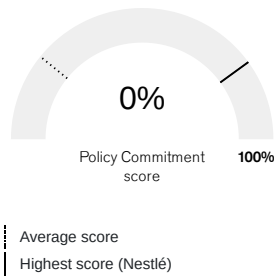 0%
Policy Commitment 100%
score
Average score
Highest score (Nestlé)